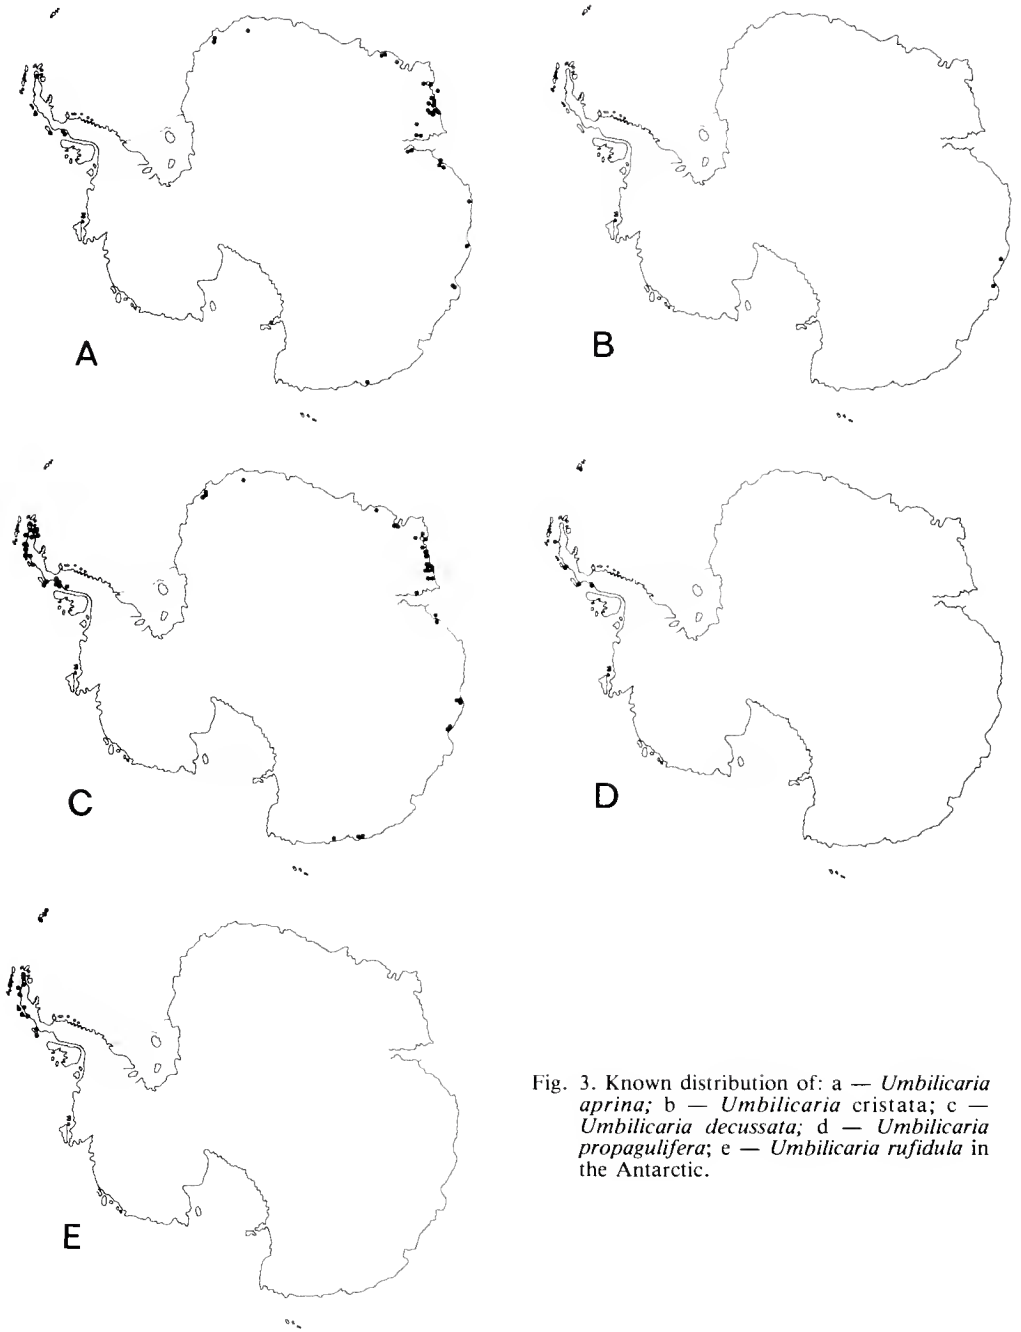 A
B
C
D
E
Fig. 3. Known distribution of: a — Umbilicaria
aprina; b — Umbilicaria cristata; c —
Umbilicaria decussata; d — Umbilicaria
propagulifera; e — Umbilicaria rufidula in
the Antarctic.